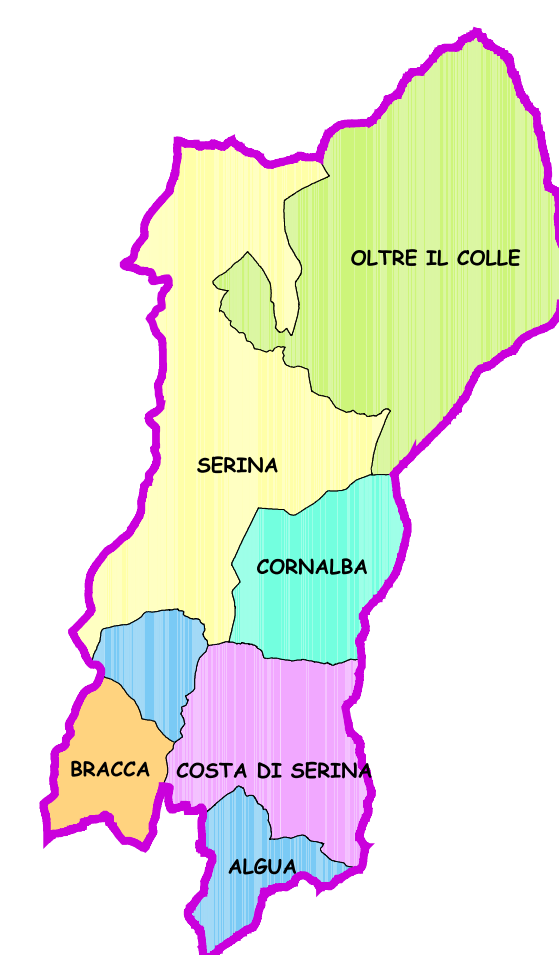 OLTRE IL COLLE
SERINA
CORNALBA
BRACCA
COSTA DI SERINA
ALGUA